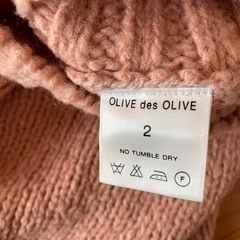 OLIVE des OLIVE
2
NO TUMBLE DRY
F